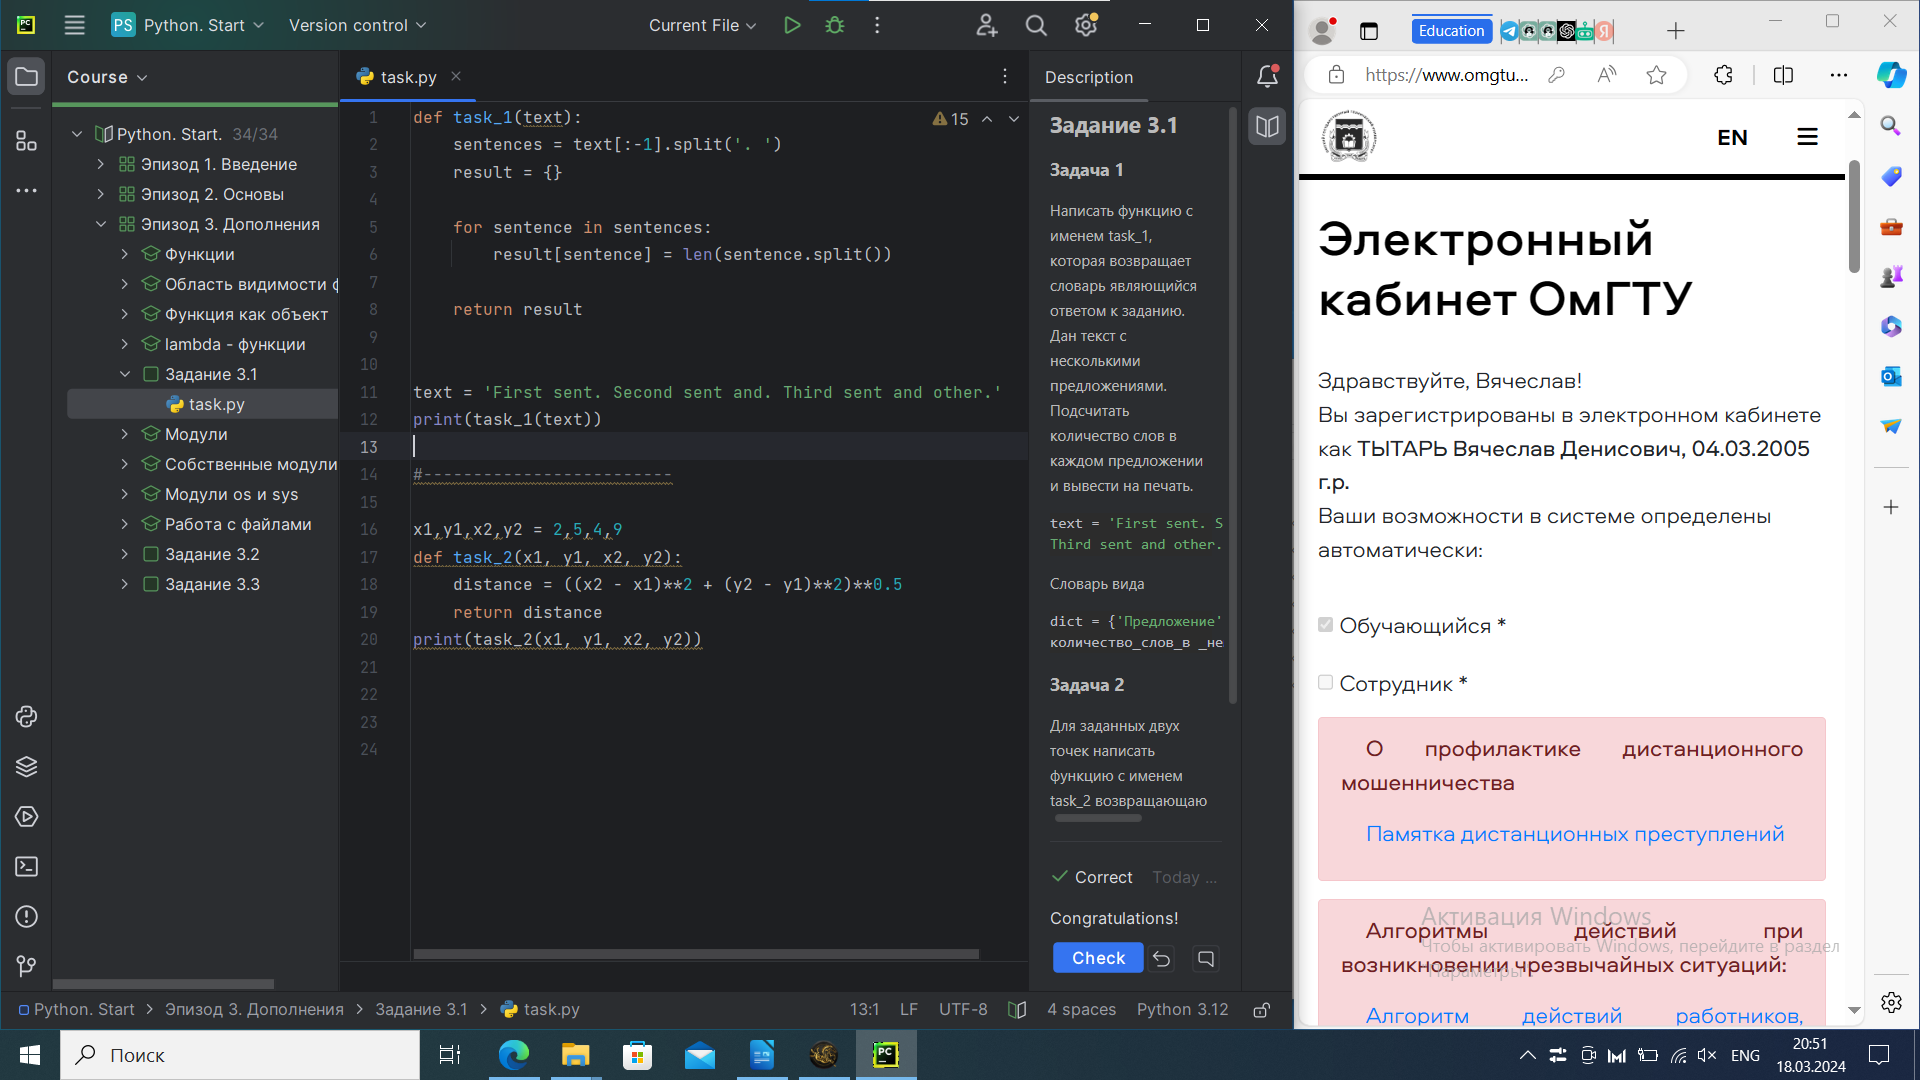 PC
PS Python. Start
Version control
Current File
Course
Python. Start. 34/34
Эпизод 1. Введение
Эпизод 2. Основы
Эпизод 3. Дополнения
Функции
Область видимости ф
Функция как объект
lambda - функции
Задание 3.1
task.py
Модули
Собственные модули
Модули os и sys
Работа с файлами
Задание 3.2
Задание 3.3
task.py
15
1 def task_1(text):
2 sentences = text[:-1].split('. ')
3 result = {}
4
5 for sentence in sentences:
6 result[sentence] = len(sentence.split())
7
8 return result
9
10
11 text = 'First sent. Second sent and. Third sent and other.'
12 print(task_1(text))
13
14 #-------------------------
15
16 x1,y1,x2,y2 = 2,5,4,9
17 def task_2(x1, y1, x2, y2):
18 distance = ((x2 - x1)**2 + (y2 - y1)**2)**0.5
19 return distance
20 print(task_2(x1, y1, x2, y2))
21
22
23
24
Description
Задание 3.1
Задача 1
Написать функцию с
именем task_1,
которая возвращает
словарь являющийся
ответом к заданию.
Дан текст с
несколькими
предложениями.
Подсчитать
количество слов в
каждом предложении
и вывести на печать.
text = 'First sent. S
Third sent and other.
Словарь вида
dict = {'Предложение'
количество_слов_в _не
Задача 2
Для заданных двух
точек написать
функцию с именем
task_2 возвращающую
Correct Today ...
Congratulations!
Check
Python. Start > Эпизод 3. Дополнения > Задание 3.1 > task.py
13:1 LF UTF-8 4 spaces Python 3.12
Education
https://www.omgtu...
EN
Электронный
кабинет ОмГТУ
Здравствуйте, Вячеслав!
Вы зарегистрированы в электронном кабинете
как ТЫТАРЬ Вячеслав Денисович, 04.03.2005
г.р.
Ваши возможности в системе определены
автоматически:
Обучающийся *
Сотрудник *
О профилактике дистанционного
мошенничества
Памятка дистанционных преступлений
Алгоритмы действий при
возникновении чрезвычайных ситуаций:
Алгоритм действий работников,
Активация Windows
Чтобы активировать Windows, перейдите в раздел
"Параметры".
Поиск
PC
ENG
20:51
18.03.2024